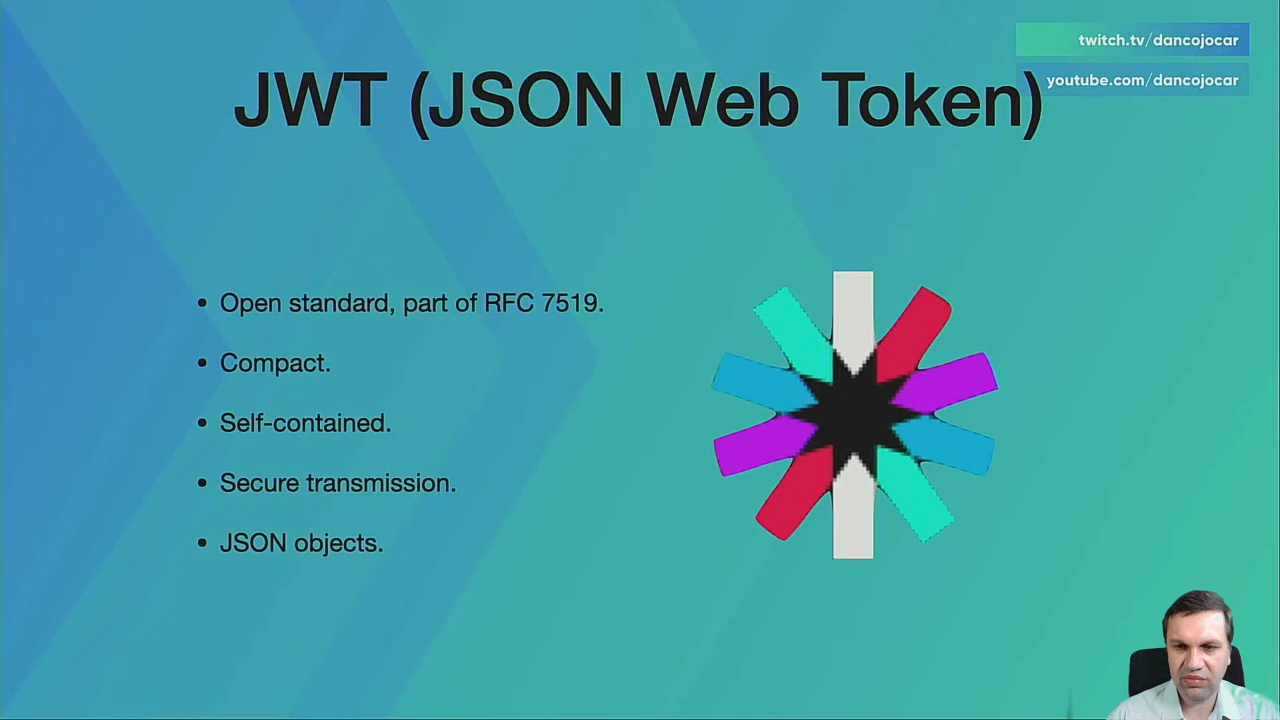 twitch.tv/dancojocar
youtube.com/dancojocar
JWT (JSON Web Token)
• Open standard, part of RFC 7519.
• Compact.
• Self-contained.
• Secure transmission.
• JSON objects.